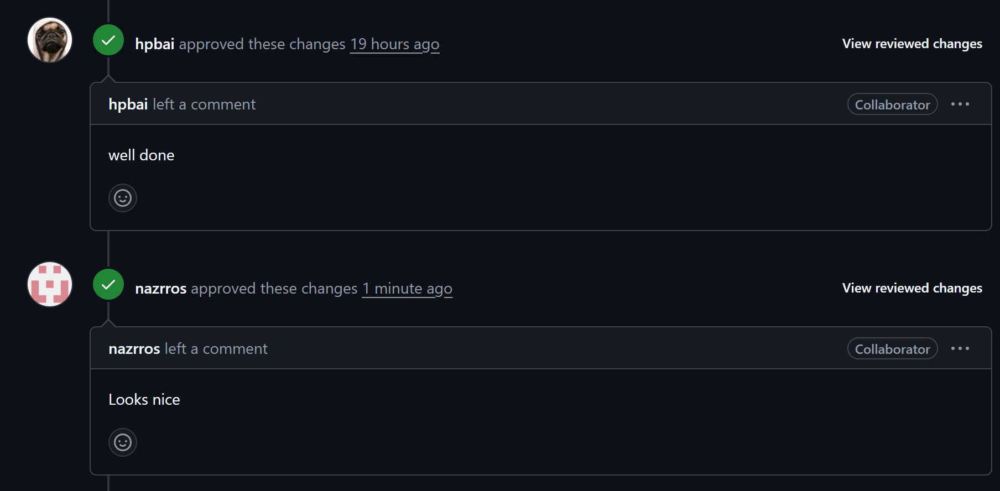 hpbai approved these changes 19 hours ago
View reviewed changes
hpbai left a comment
Collaborator
well done
nazrros approved these changes 1 minute ago
View reviewed changes
nazrros left a comment
Collaborator
Looks nice